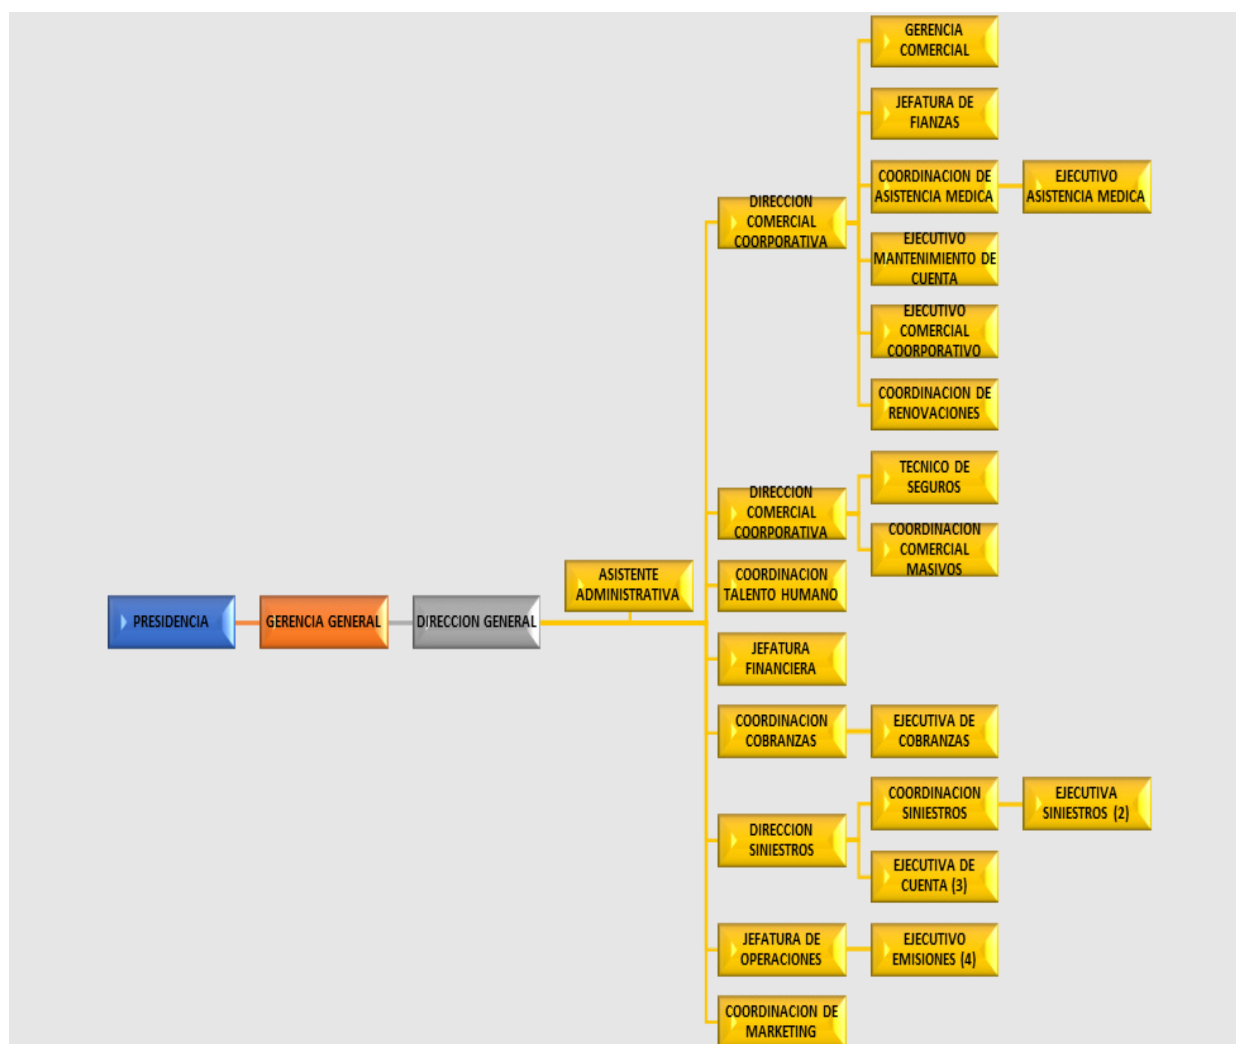 PRESIDENCIA
GERENCIA GENERAL
DIRECCION GENERAL
ASISTENTE
ADMINISTRATIVA
DIRECCION
COMERCIAL
COORPORATIVA
GERENCIA
COMERCIAL
JEFATURA DE
FIANZAS
COORDINACION DE
ASISTENCIA MEDICA
EJECUTIVO
ASISTENCIA MEDICA
EJECUTIVO
MANTENIMIENTO DE
CUENTA
EJECUTIVO
COMERCIAL
COORPORATIVO
COORDINACION DE
RENOVACIONES
DIRECCION
COMERCIAL
COORPORATIVA
TECNICO DE
SEGUROS
COORDINACION
COMERCIAL
MASIVOS
COORDINACION
TALENTO HUMANO
JEFATURA
FINANCIERA
COORDINACION
COBRANZAS
EJECUTIVA DE
COBRANZAS
DIRECCION
SINIESTROS
COORDINACION
SINIESTROS
EJECUTIVA
SINIESTROS (2)
EJECUTIVA DE
CUENTA (3)
JEFATURA DE
OPERACIONES
EJECUTIVO
EMISIONES (4)
COORDINACION DE
MARKETING